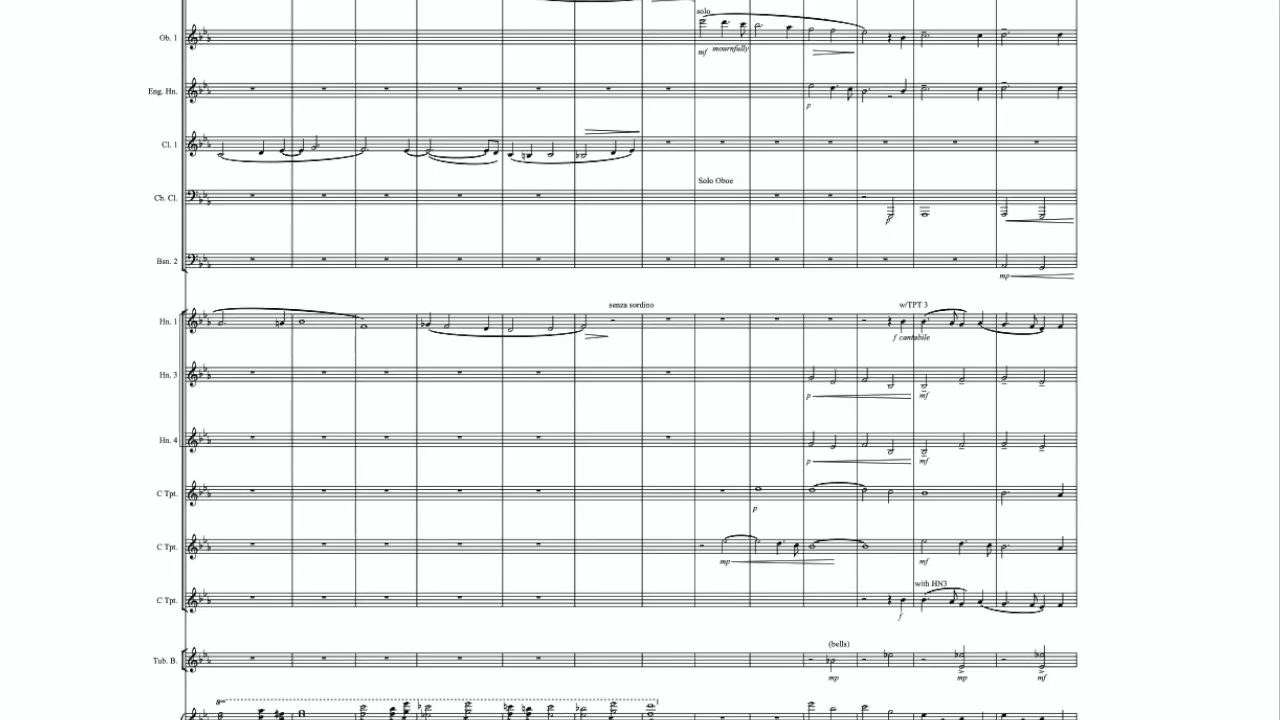 solo
Ob. 1
mf mournfully
Eng. Hn.
p
Cl. 1
Solo Oboe
Cb. Cl.
p
Bsn. 2
mp
senza sordino
w/TPT 3
Hn. 1
f cantabile
Hn. 3
p mf
Hn. 4
p mf
C Tpt.
p
C Tpt.
mp mf
with HN3
C Tpt.
f
(bells)
Tub. B.
mp mp mf
8va